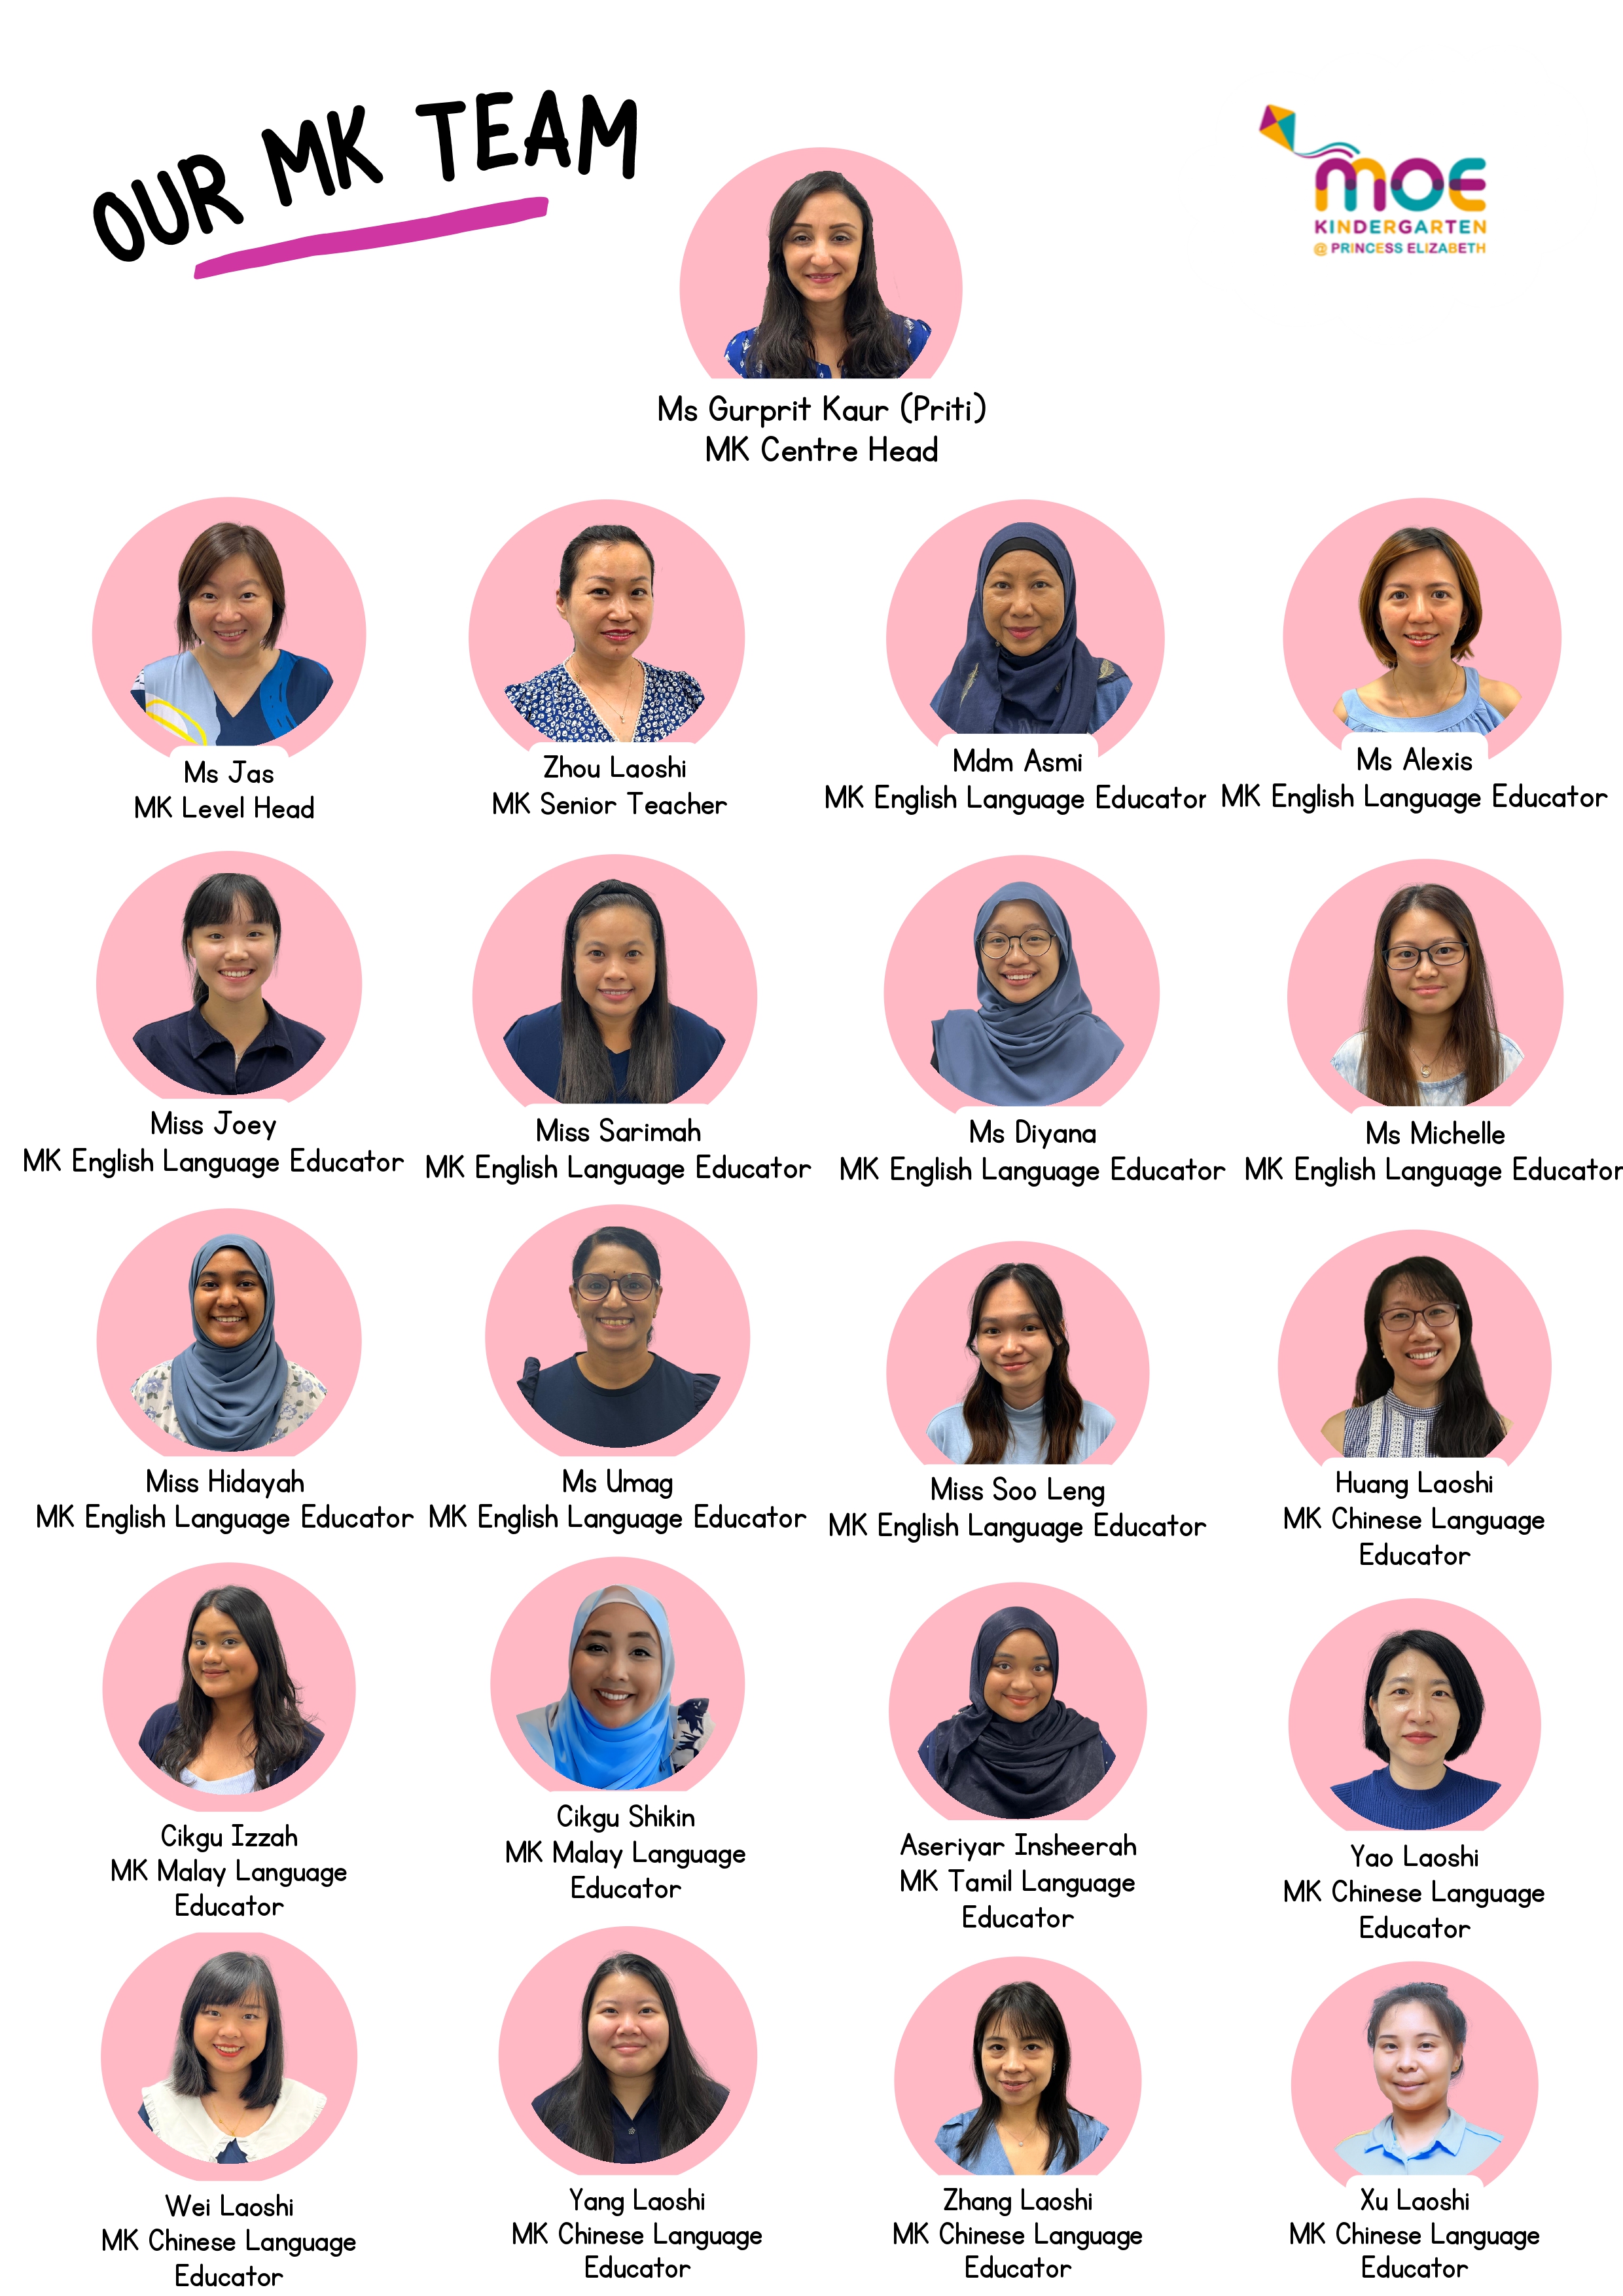 OUR MK TEAM
MOE
KINDERGARTEN
@ PRINCESS ELIZABETH
Ms Gurprit Kaur (Priti)
MK Centre Head
Ms Jas
MK Level Head
Zhou Laoshi
MK Senior Teacher
Mdm Asmi
MK English Language Educator
Ms Alexis
MK English Language Educator
Miss Joey
MK English Language Educator
Miss Sarimah
MK English Language Educator
Ms Diyana
MK English Language Educator
Ms Michelle
MK English Language Educator
Miss Hidayah
MK English Language Educator
Ms Umag
MK English Language Educator
Miss Soo Leng
MK English Language Educator
Huang Laoshi
MK Chinese Language
Educator
Cikgu Izzah
MK Malay Language
Educator
Cikgu Shikin
MK Malay Language
Educator
Aseriyar Insheerah
MK Tamil Language
Educator
Yao Laoshi
MK Chinese Language
Educator
Wei Laoshi
MK Chinese Language
Educator
Yang Laoshi
MK Chinese Language
Educator
Zhang Laoshi
MK Chinese Language
Educator
Xu Laoshi
MK Chinese Language
Educator